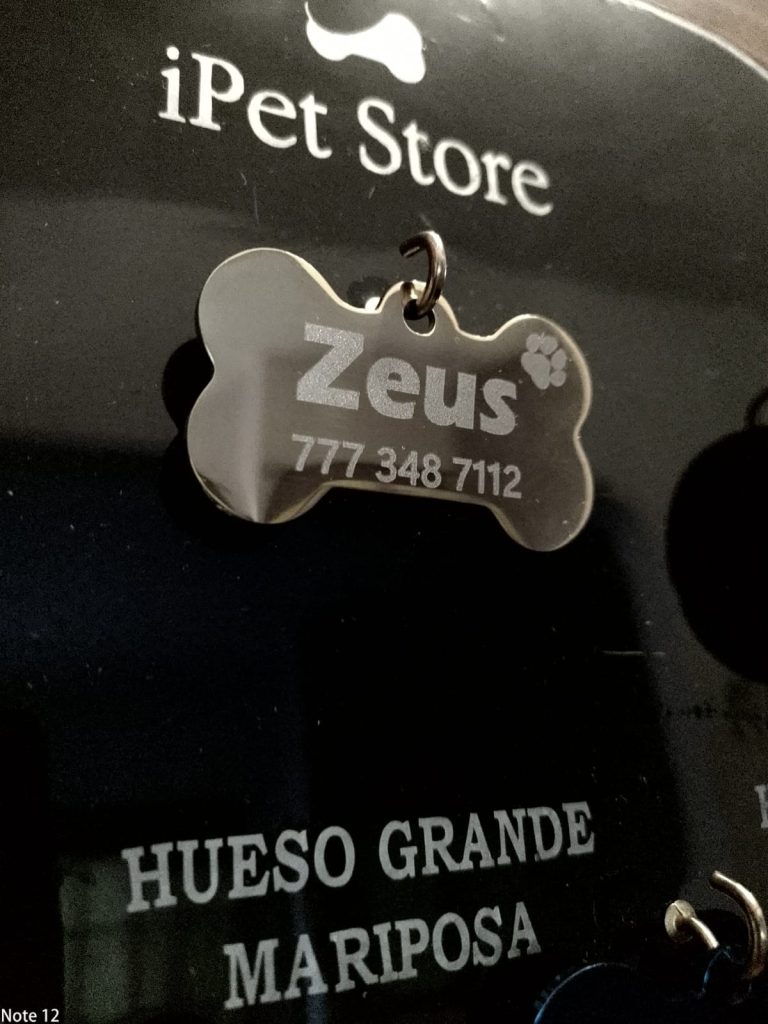 iPet Store
Zeus
777 348 7112
HUESO GRANDE
MARIPOSA
Note 12